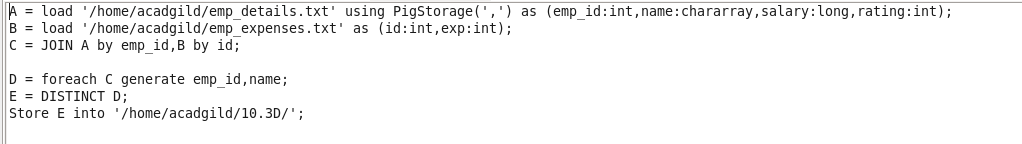 A = load '/home/acadgild/emp_details.txt' using PigStorage(',') as (emp_id:int,name:chararray,salary:long,rating:int);
B = load '/home/acadgild/emp_expenses.txt' as (id:int,exp:int);
C = JOIN A by emp_id,B by id;
D = foreach C generate emp_id,name;
E = DISTINCT D;
Store E into '/home/acadgild/10.3D/';